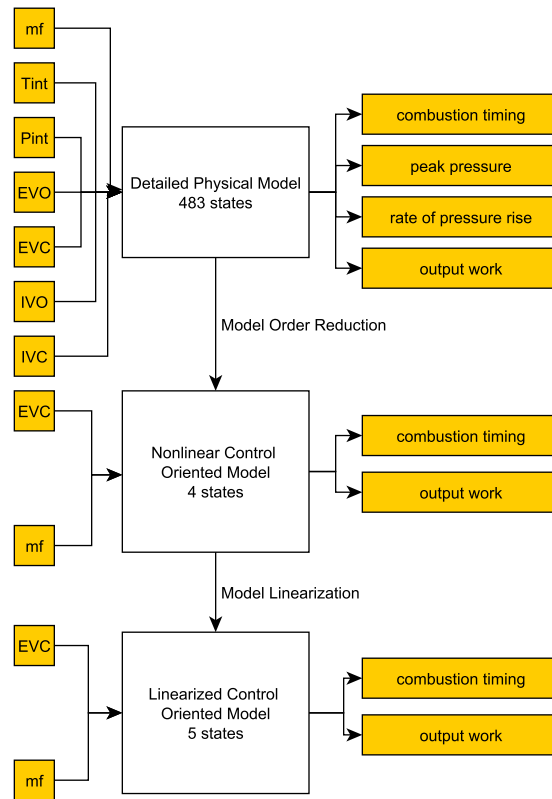 mf
Tint
Pint
EVO
EVC
IVO
IVC
Detailed Physical Model
483 states
combustion timing
peak pressure
rate of pressure rise
output work
Model Order Reduction
EVC
mf
Nonlinear Control
Oriented Model
4 states
combustion timing
output work
Model Linearization
EVC
mf
Linearized Control
Oriented Model
5 states
combustion timing
output work